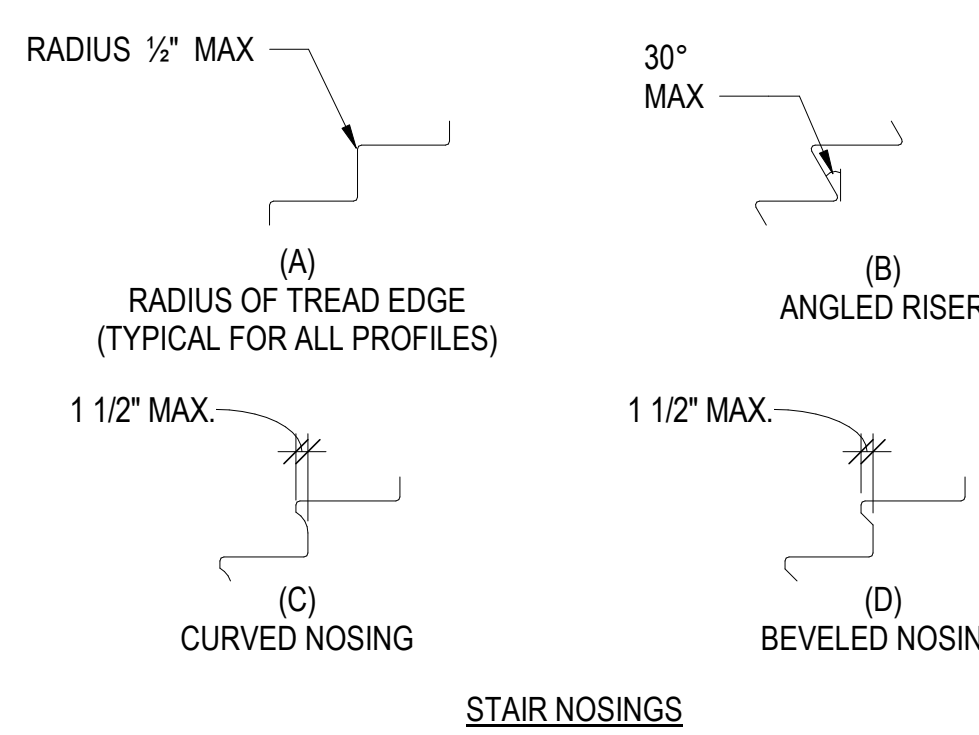 RADIUS ½" MAX
30°
MAX
(A)
RADIUS OF TREAD EDGE
(TYPICAL FOR ALL PROFILES)
(B)
ANGLED RISER
1 1/2" MAX.
1 1/2" MAX.
(C)
CURVED NOSING
(D)
BEVELED NOSIN
STAIR NOSINGS